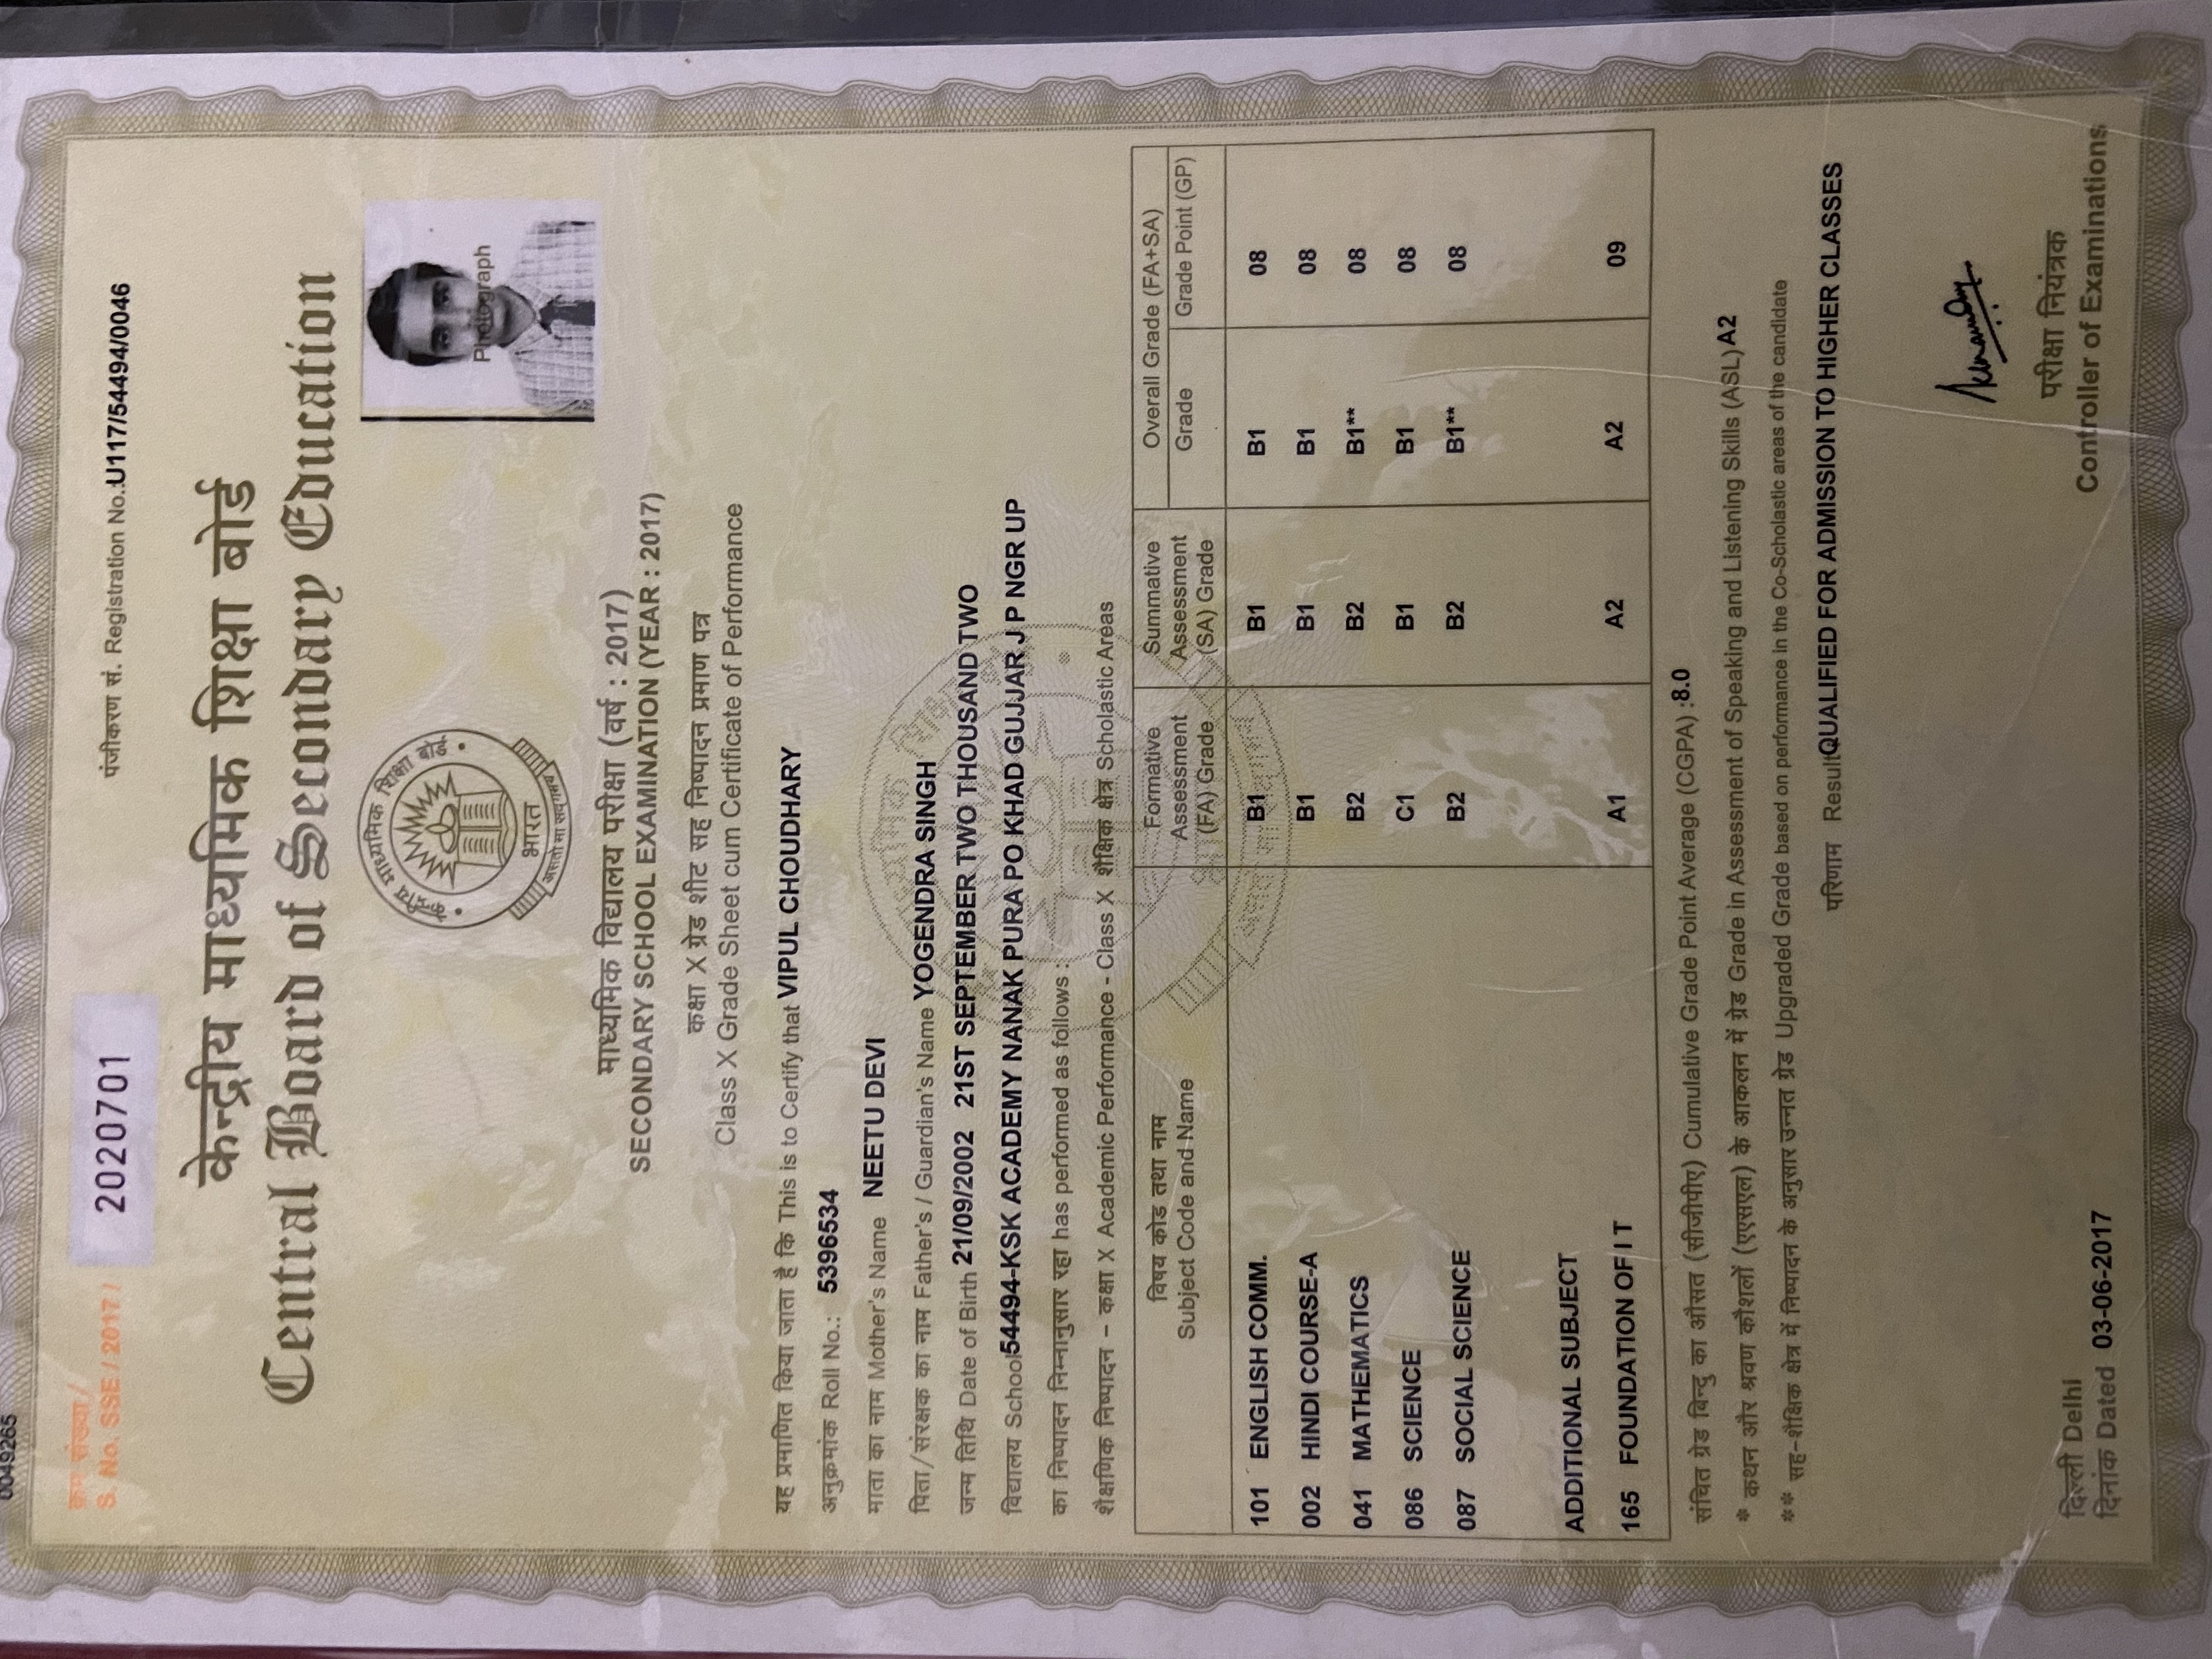 0049265
क्रम संख्या/
S. No. SSE / 2017 /
2020701
पंजीकरण सं. Registration No.:U117/54494/0046
केन्द्रीय माध्यमिक शिक्षा बोर्ड
Central Board of Secondary Education
केन्द्रीय माध्यमिक शिक्षा बोर्ड
भारत
असतो मा सद्गमय
Photograph
माध्यमिक विद्यालय परीक्षा (वर्ष : 2017)
SECONDARY SCHOOL EXAMINATION (YEAR : 2017)
कक्षा X ग्रेड शीट सह निष्पादन प्रमाण पत्र
Class X Grade Sheet cum Certificate of Performance
यह प्रमाणित किया जाता है कि This is to Certify that VIPUL CHOUDHARY
अनुक्रमांक Roll No.: 5396534
माता का नाम Mother's Name NEETU DEVI
पिता/संरक्षक का नाम Father's / Guardian's Name YOGENDRA SINGH
जन्म तिथि Date of Birth 21/09/2002 21ST SEPTEMBER TWO THOUSAND TWO
विद्यालय School54494-KSK ACADEMY NANAK PURA PO KHAD GUJJAR J P NGR UP
का निष्पादन निम्नानुसार रहा has performed as follows :
शैक्षणिक निष्पादन – कक्षा X Academic Performance - Class X शैक्षिक क्षेत्र Scholastic Areas
विषय कोड तथा नाम Formative Summative Overall Grade (FA+SA)
Subject Code and Name Assessment Assessment Grade Grade Point (GP)
(FA) Grade (SA) Grade
101 ENGLISH COMM. B1 B1 B1 08
002 HINDI COURSE-A B1 B1 B1 08
041 MATHEMATICS B2 B2 B1** 08
086 SCIENCE C1 B1 B1 08
087 SOCIAL SCIENCE B2 B2 B1** 08
ADDITIONAL SUBJECT
165 FOUNDATION OF I T A1 A2 A2 09
संचित ग्रेड बिन्दु का औसत (सीजीपीए) Cumulative Grade Point Average (CGPA) :8.0
* कथन और श्रवण कौशलों (एएसएल) के आकलन में ग्रेड Grade in Assessment of Speaking and Listening Skills (ASL)A2
** सह-शैक्षिक क्षेत्र में निष्पादन के अनुसार उन्नत ग्रेड Upgraded Grade based on performance in the Co-Scholastic areas of the candidate
परिणाम ResultQUALIFIED FOR ADMISSION TO HIGHER CLASSES
दिल्ली Delhi
दिनांक Dated 03-06-2017
परीक्षा नियंत्रक
Controller of Examinations